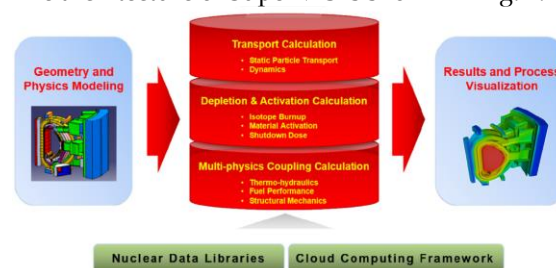 Transport Calculation
• Static Particle Transport
• Dynamics
Geometry and
Physics Modeling
Depletion & Activation Calculation
• Isotope Burnup
• Material Activation
• Shutdown Dose
Multi-physics Coupling Calculation
• Thermo-hydraulics
• Fuel Performance
• Structural Mechanics
Results and Process
Visualization
Nuclear Data Libraries
Cloud Computing Framework